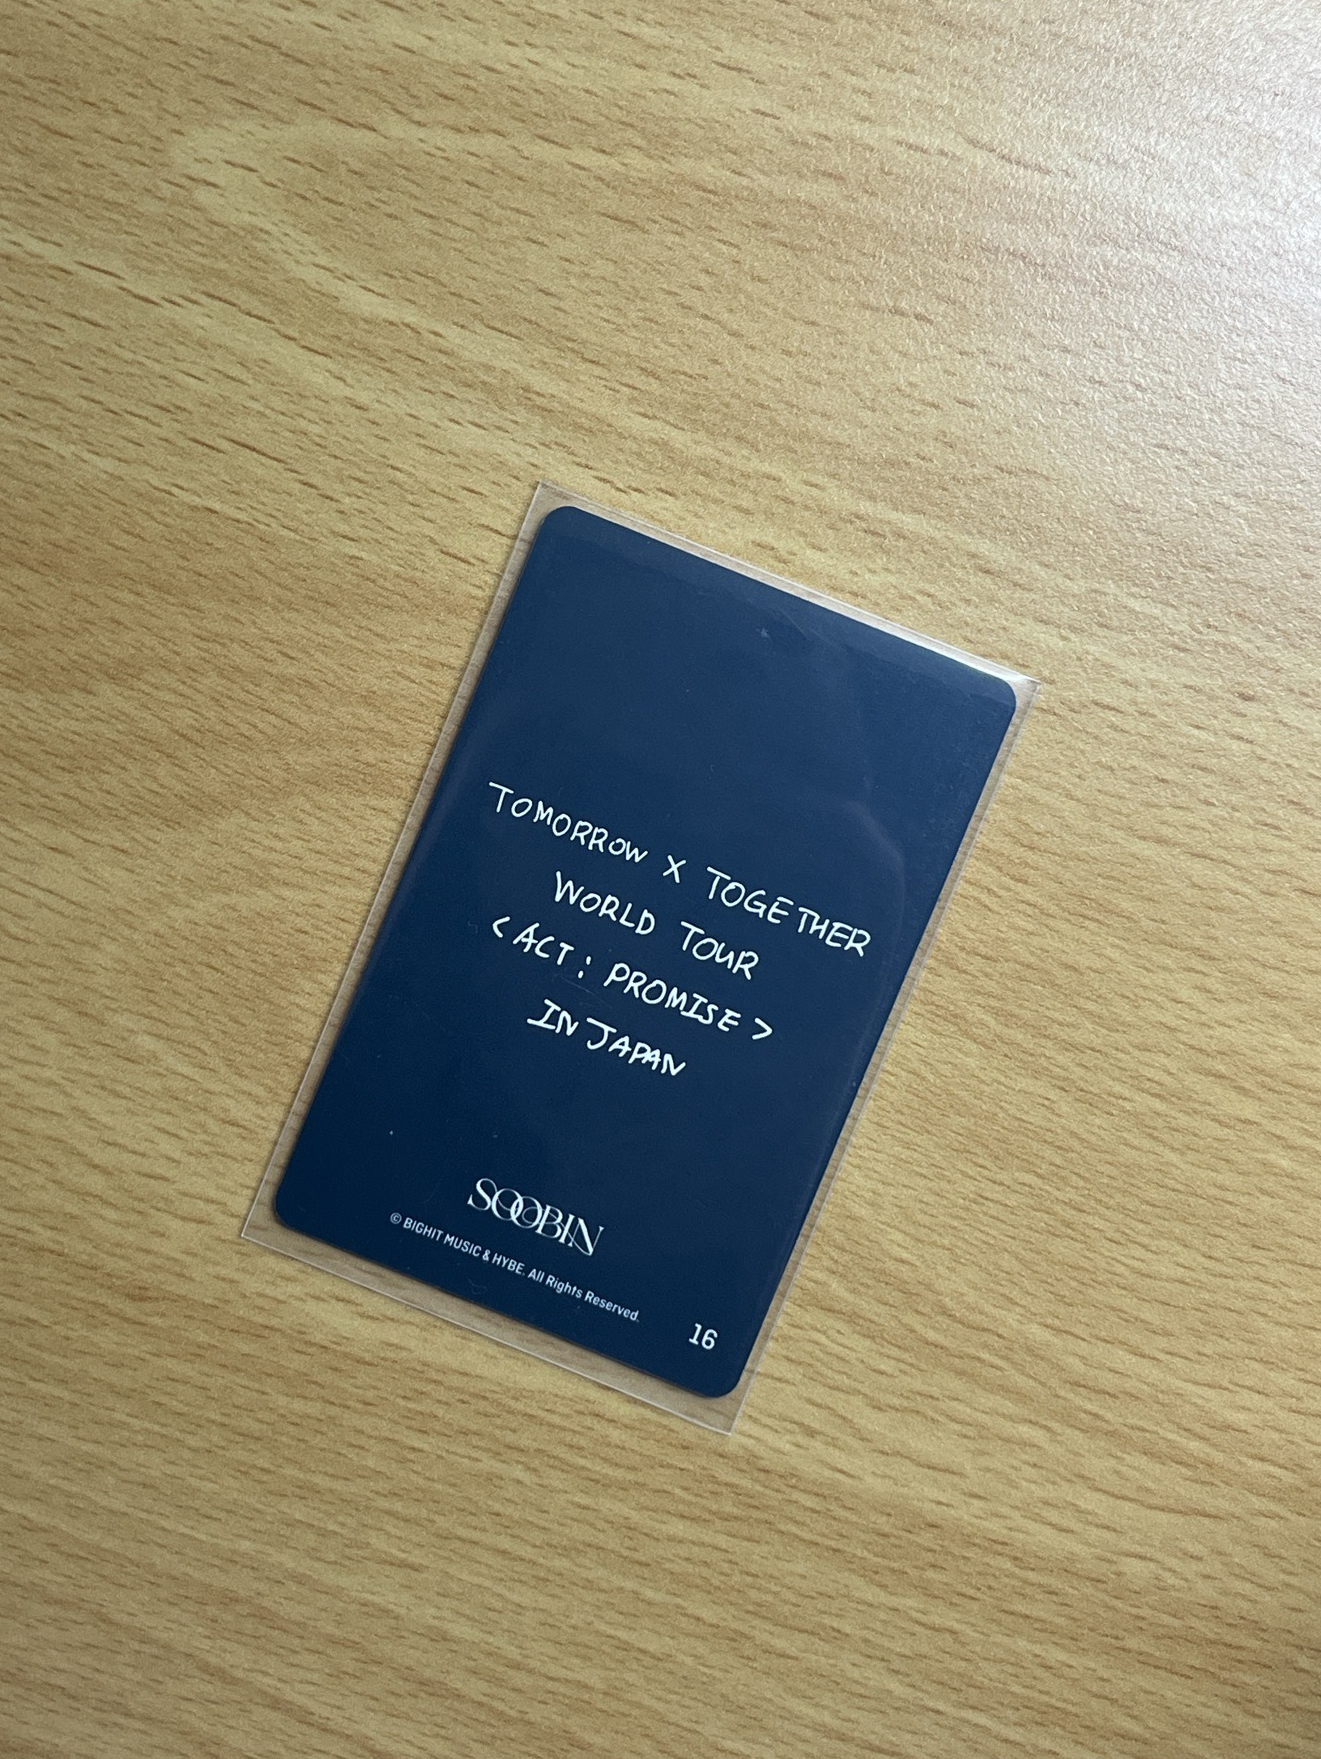 TOMORROW X TOGETHER
WORLD TOUR
<ACT : PROMISE>
IN JAPAN
SOOBIN
© BIGHIT MUSIC & HYBE. All Rights Reserved.
16